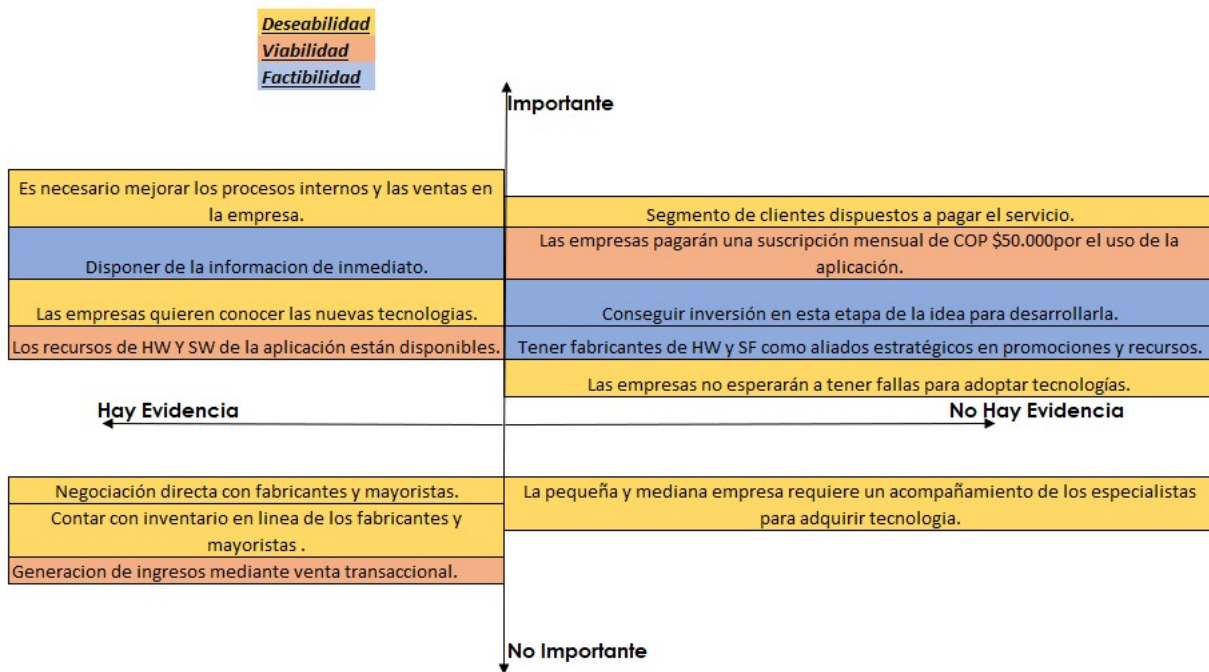 Deseabilidad
Viabilidad
Factibilidad
Importante
Es necesario mejorar los procesos internos y las ventas en
la empresa.
Disponer de la informacion de inmediato.
Las empresas quieren conocer las nuevas tecnologias.
Los recursos de HW Y SW de la aplicación están disponibles.
Segmento de clientes dispuestos a pagar el servicio.
Las empresas pagarán una suscripción mensual de COP $50.000por el uso de la
aplicación.
Conseguir inversión en esta etapa de la idea para desarrollarla.
Tener fabricantes de HW y SF como aliados estratégicos en promociones y recursos.
Las empresas no esperarán a tener fallas para adoptar tecnologías.
Hay Evidencia
No Hay Evidencia
Negociación directa con fabricantes y mayoristas.
Contar con inventario en linea de los fabricantes y
mayoristas .
Generacion de ingresos mediante venta transaccional.
La pequeña y mediana empresa requiere un acompañamiento de los especialistas
para adquirir tecnologia.
No Importante